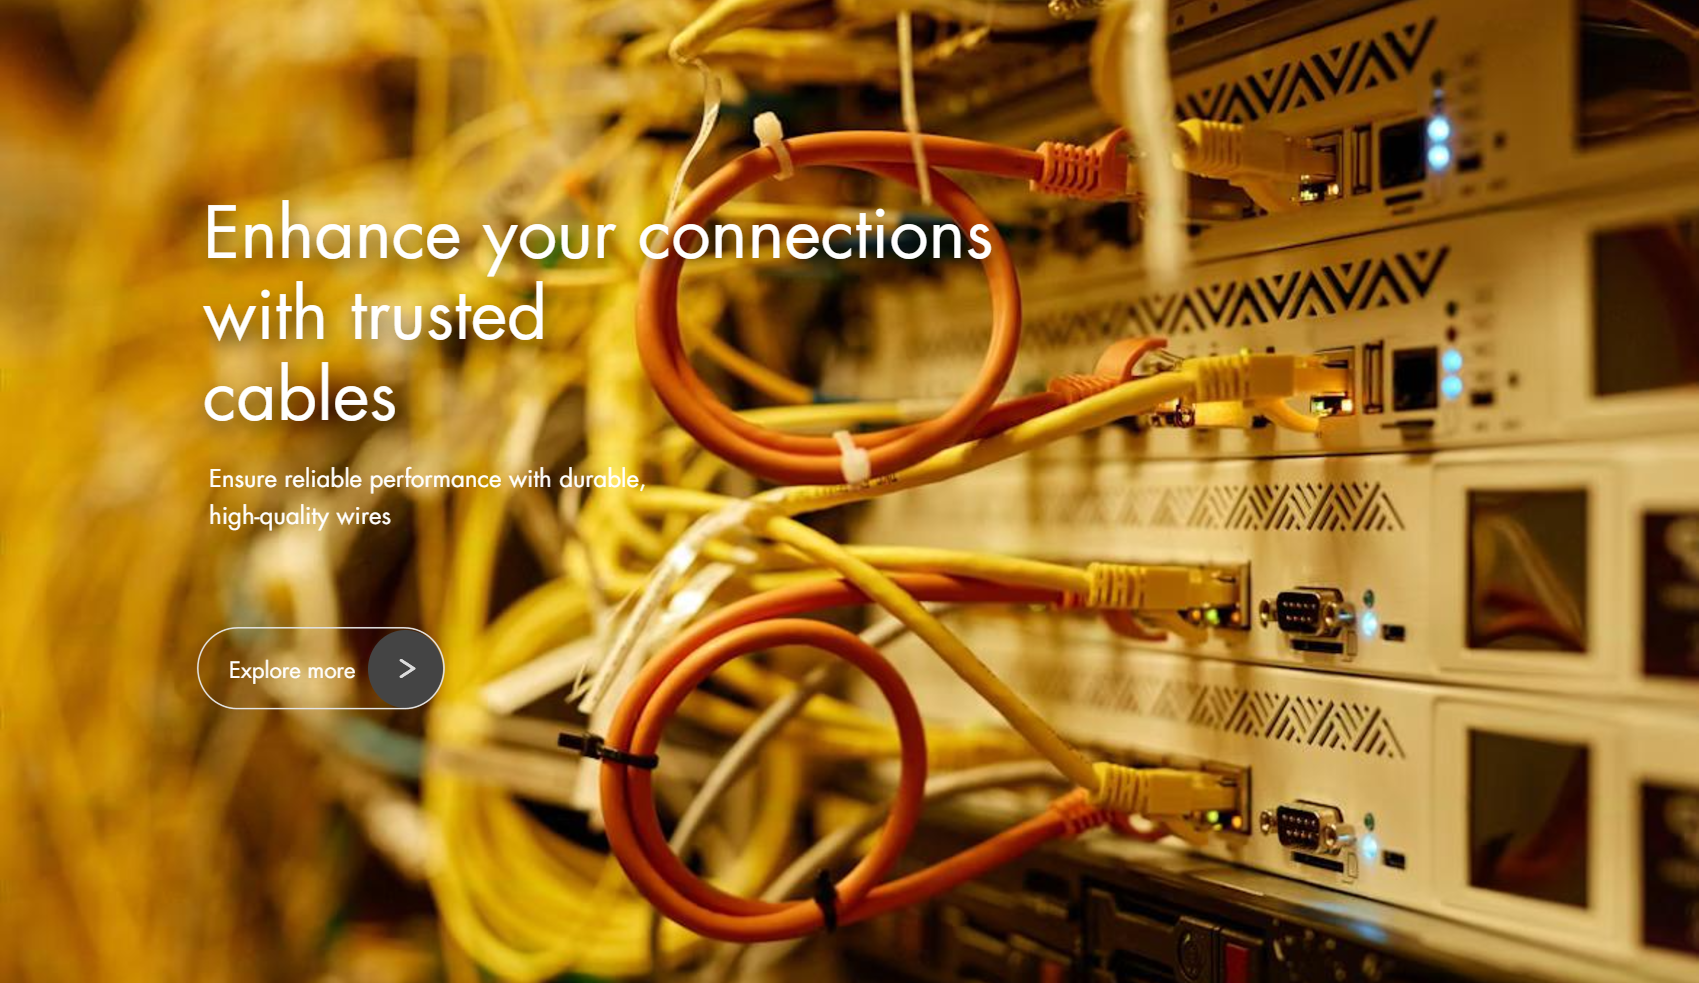 Enhance your connections
with trusted
cables
Ensure reliable performance with durable,
high-quality wires
Explore more